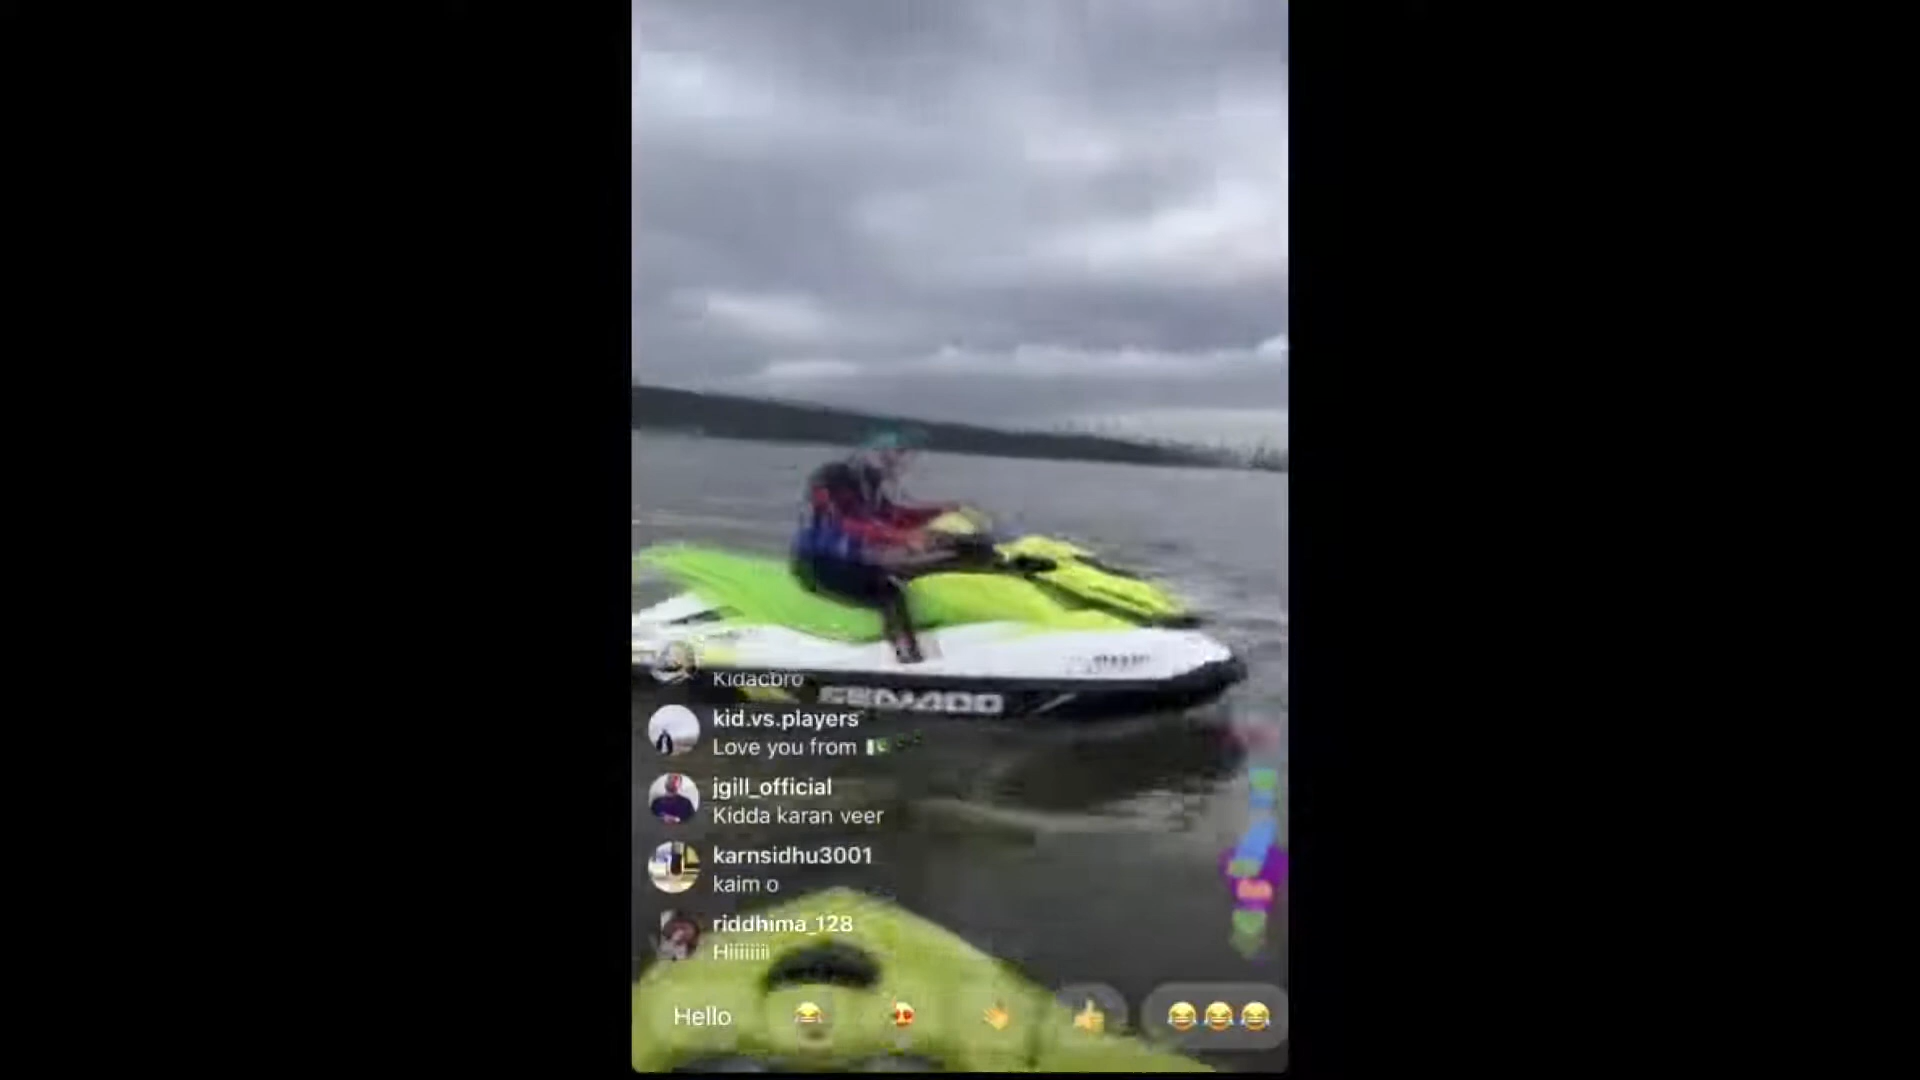 SEADOO
Kidacbro
kid.vs.players
Love you from
jgill_official
Kidda karan veer
karnsidhu3001
kaim o
riddhima_128
Hiiiiiii
Hello